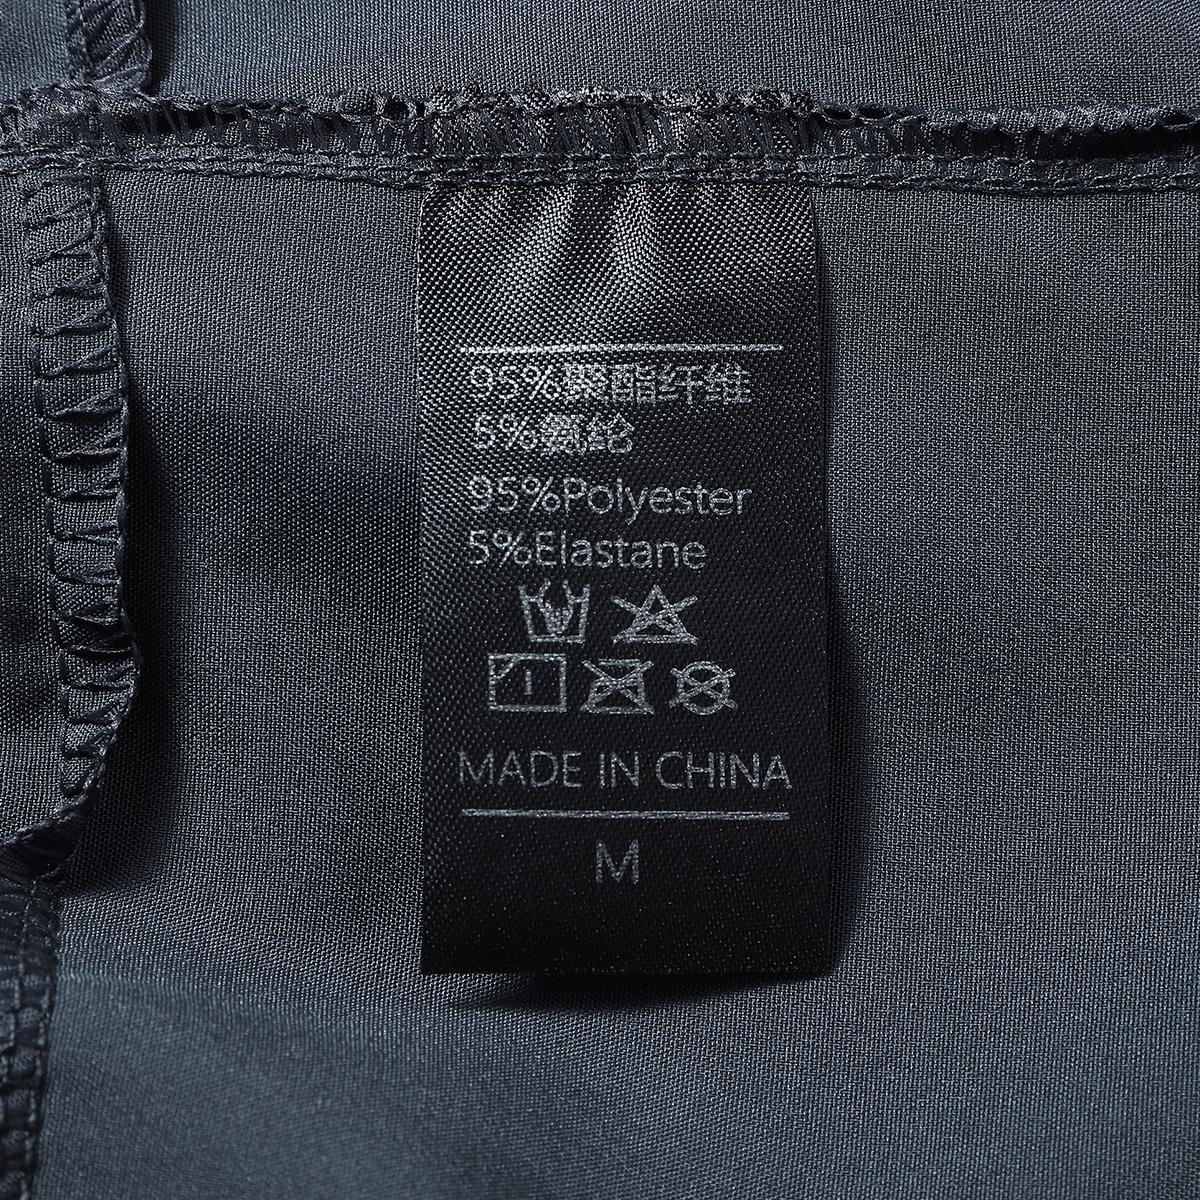 95%聚酯纤维
5%氨纶
95%Polyester
5%Elastane
MADE IN CHINA
M